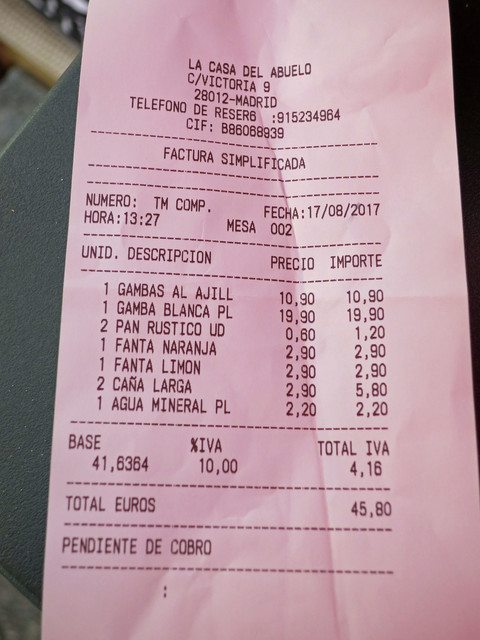 LA CASA DEL ABUELO
C/VICTORIA 9
28012-MADRID
TELEFONO DE RESER6 :915234964
CIF: B86068939
FACTURA SIMPLIFICADA
NUMERO: TM COMP. FECHA:17/08/2017
HORA:13:27 MESA 002
UNID. DESCRIPCION PRECIO IMPORTE
1 GAMBAS AL AJILL 10,90 10,90
1 GAMBA BLANCA PL 19,90 19,90
2 PAN RUSTICO UD 0,60 1,20
1 FANTA NARANJA 2,90 2,90
1 FANTA LIMON 2,90 2,90
2 CAÑA LARGA 2,90 5,80
1 AGUA MINERAL PL 2,20 2,20
BASE %IVA TOTAL IVA
41,6364 10,00 4,16
TOTAL EUROS 45,80
PENDIENTE DE COBRO
: